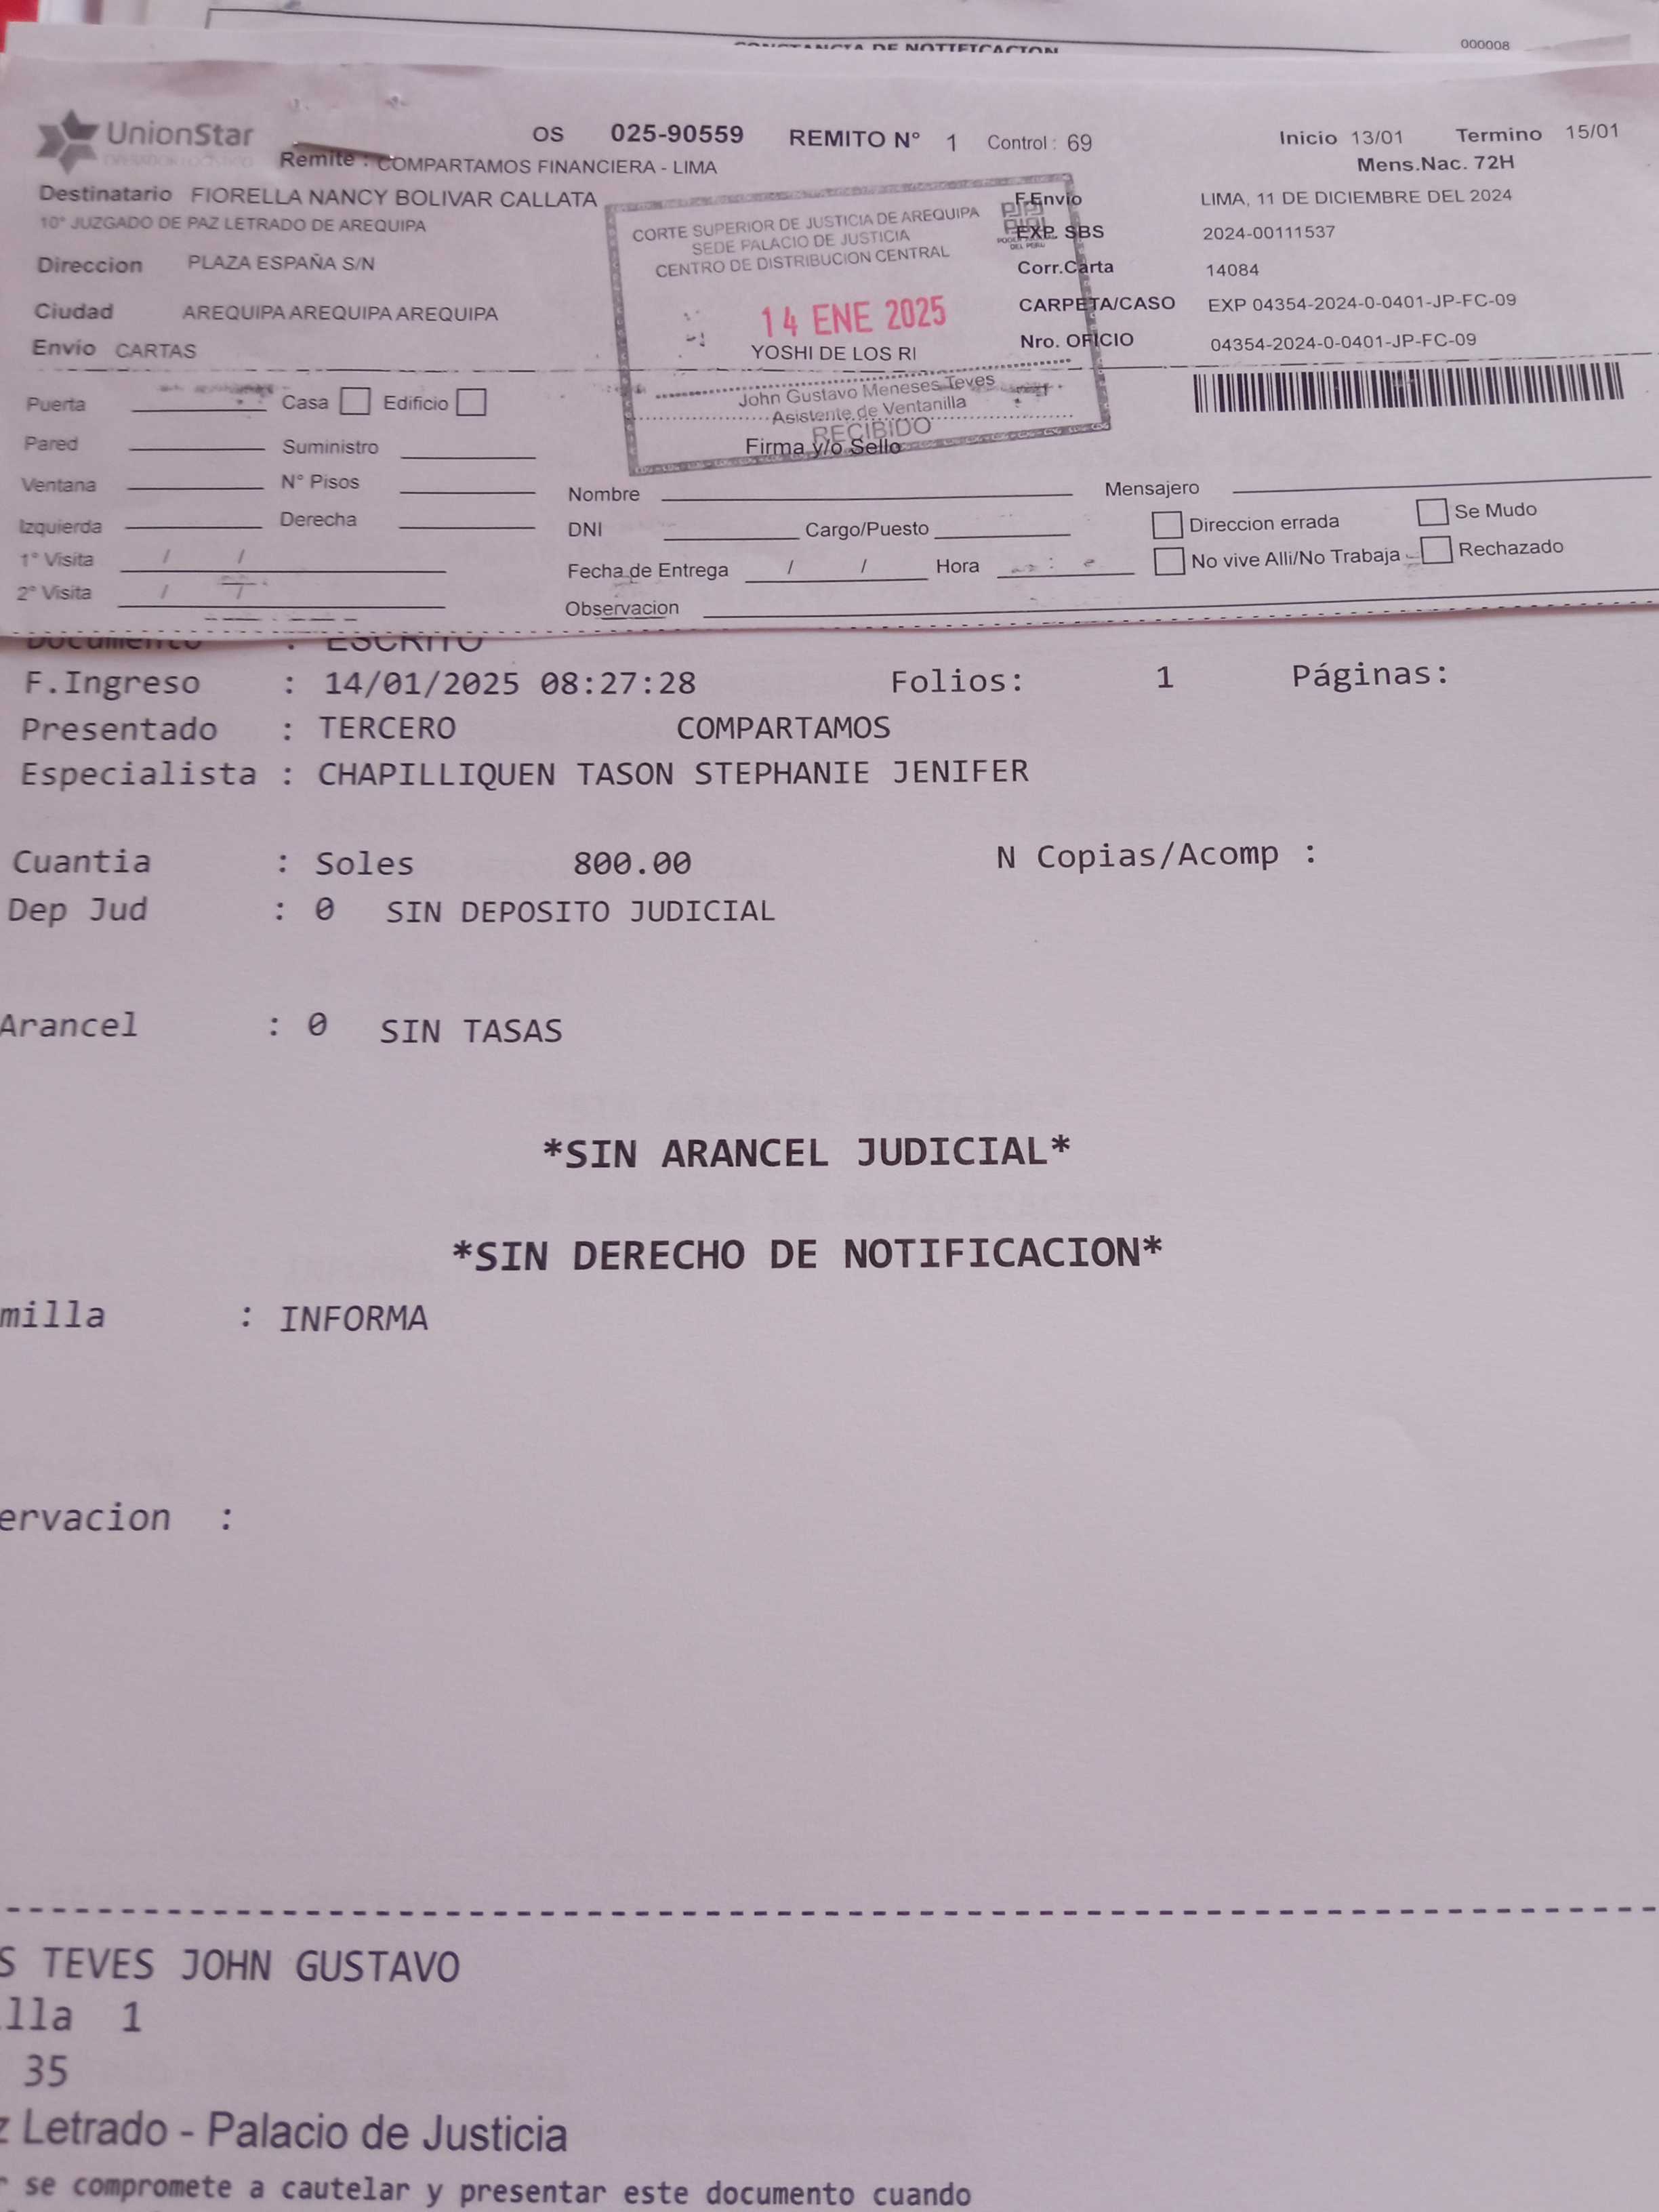 000008
UnionStar
OS 025-90559 REMITO N° 1 Control : 69 Inicio 13/01 Termino 15/01
Remite : COMPARTAMOS FINANCIERA - LIMA Mens.Nac. 72H
Destinatario FIORELLA NANCY BOLIVAR CALLATA
10° JUZGADO DE PAZ LETRADO DE AREQUIPA
Direccion PLAZA ESPAÑA S/N
Ciudad AREQUIPA AREQUIPA AREQUIPA
Envio CARTAS
CORTE SUPERIOR DE JUSTICIA DE AREQUIPA
SEDE PALACIO DE JUSTICIA
CENTRO DE DISTRIBUCION CENTRAL
14 ENE 2025
YOSHI DE LOS RI
John Gustavo Meneses Teves
Asistente de Ventanilla
RECIBIDO
Firma y/o Sello
F.Envio LIMA, 11 DE DICIEMBRE DEL 2024
EXP. SBS 2024-00111537
Corr.Carta 14084
CARPETA/CASO EXP 04354-2024-0-0401-JP-FC-09
Nro. OFICIO 04354-2024-0-0401-JP-FC-09
Puerta Casa Edificio
Pared Suministro
Ventana N° Pisos
Izquierda Derecha
1° Visita / /
2° Visita / /
Nombre Mensajero
DNI Cargo/Puesto Direccion errada Se Mudo
Fecha de Entrega / / Hora : No vive Alli/No Trabaja Rechazado
Observacion
Documento : ESCRITO
F.Ingreso : 14/01/2025 08:27:28 Folios: 1 Páginas:
Presentado : TERCERO COMPARTAMOS
Especialista : CHAPILLIQUEN TASON STEPHANIE JENIFER
Cuantia : Soles 800.00 N Copias/Acomp :
Dep Jud : 0 SIN DEPOSITO JUDICIAL
Arancel : 0 SIN TASAS
*SIN ARANCEL JUDICIAL*
*SIN DERECHO DE NOTIFICACION*
milla : INFORMA
ervacion :
S TEVES JOHN GUSTAVO
illa 1
35
z Letrado - Palacio de Justicia
r se compromete a cautelar y presentar este documento cuando